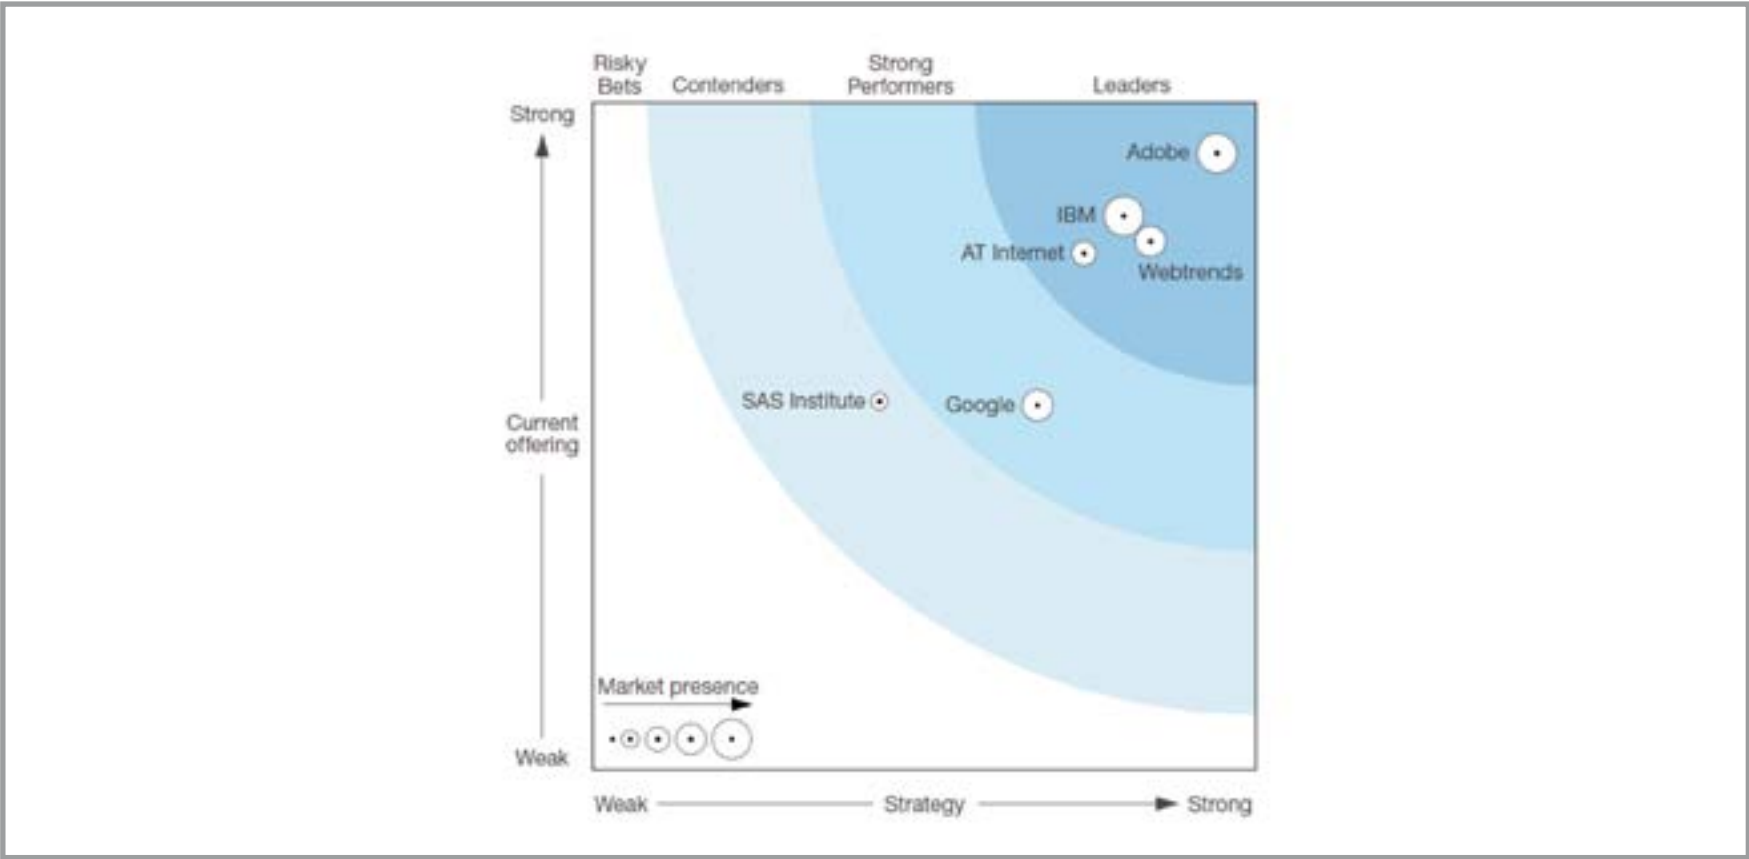 Risky
Bets
Contenders
Strong
Performers
Leaders
Strong
Adobe
IBM
AT Internet
Webtrends
SAS Institute
Google
Current
offering
Market presence
Weak
Weak
Strategy
Strong